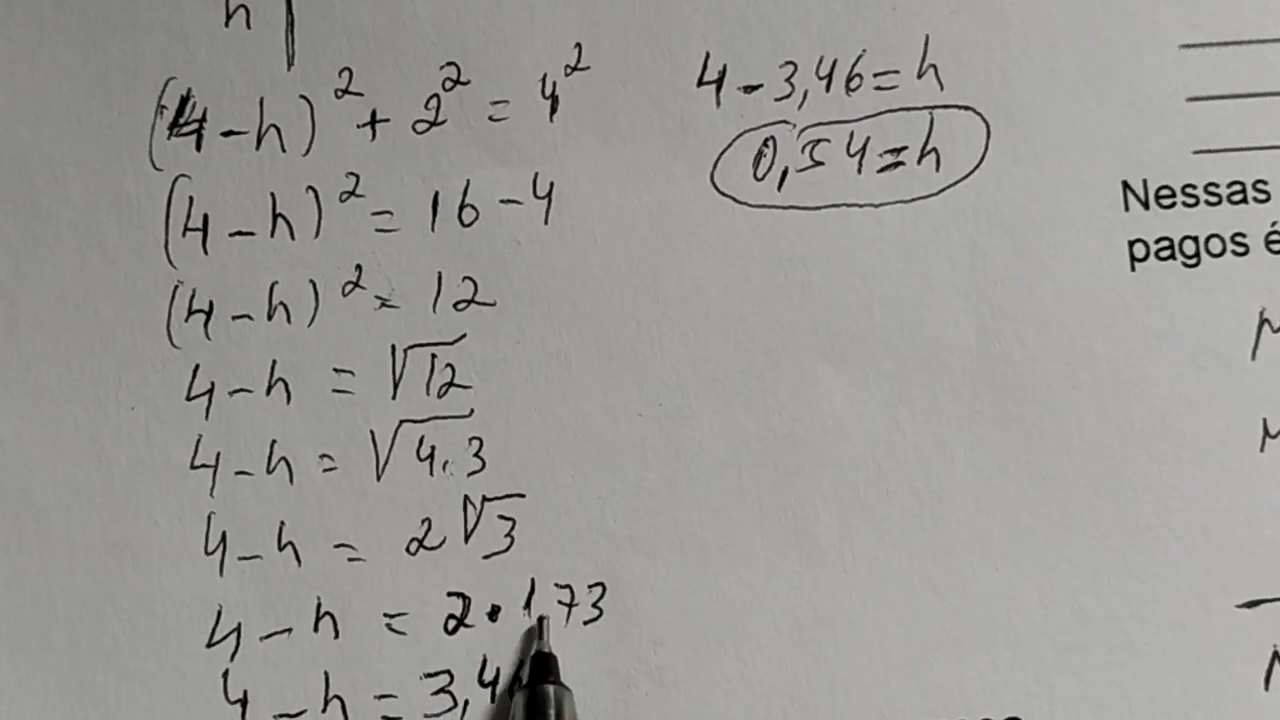 h
(4-h)² + 2² = 4²
(4-h)² = 16-4
(4-h)² = 12
4-h = √12
4-h = √4.3
4-h = 2√3
4-h = 2•1,73
4-h = 3,46
4-3,46=h
0,54=h
Nessas
pagos é